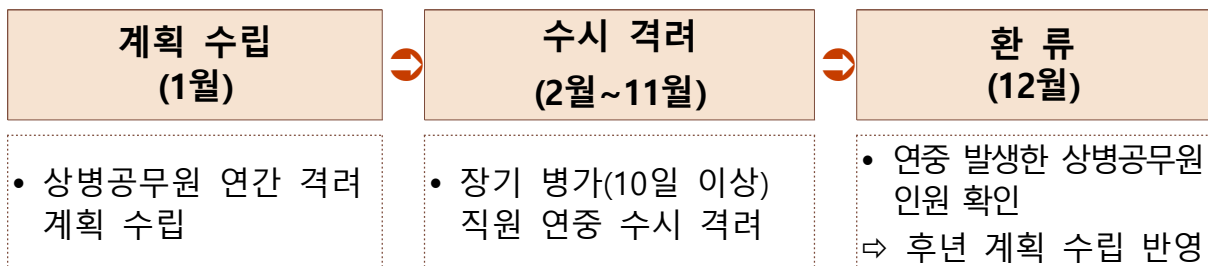 계획 수립
(1월)
수시 격려
(2월~11월)
환 류
(12월)
• 상병공무원 연간 격려
계획 수립
• 장기 병가(10일 이상)
직원 연중 수시 격려
• 연중 발생한 상병공무원
인원 확인
⇨ 후년 계획 수립 반영